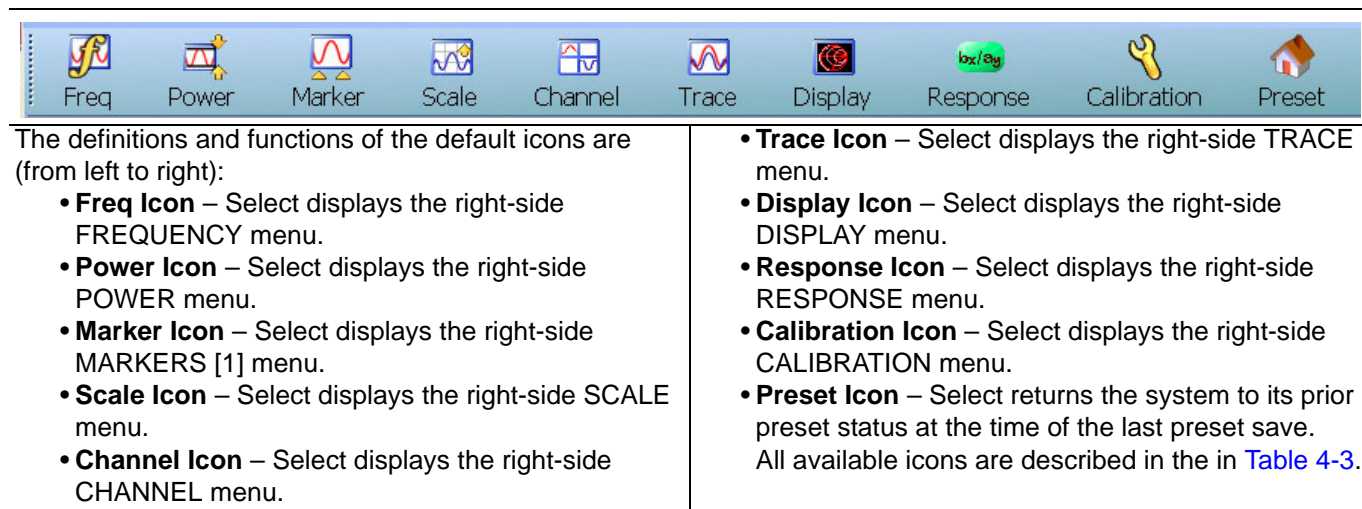 Freq Power Marker Scale Channel Trace Display bx/ay Response Calibration Preset
The definitions and functions of the default icons are
(from left to right):
• Freq Icon – Select displays the right-side
FREQUENCY menu.
• Power Icon – Select displays the right-side
POWER menu.
• Marker Icon – Select displays the right-side
MARKERS [1] menu.
• Scale Icon – Select displays the right-side SCALE
menu.
• Channel Icon – Select displays the right-side
CHANNEL menu.
• Trace Icon – Select displays the right-side TRACE
menu.
• Display Icon – Select displays the right-side
DISPLAY menu.
• Response Icon – Select displays the right-side
RESPONSE menu.
• Calibration Icon – Select displays the right-side
CALIBRATION menu.
• Preset Icon – Select returns the system to its prior
preset status at the time of the last preset save.
All available icons are described in the in Table 4-3.